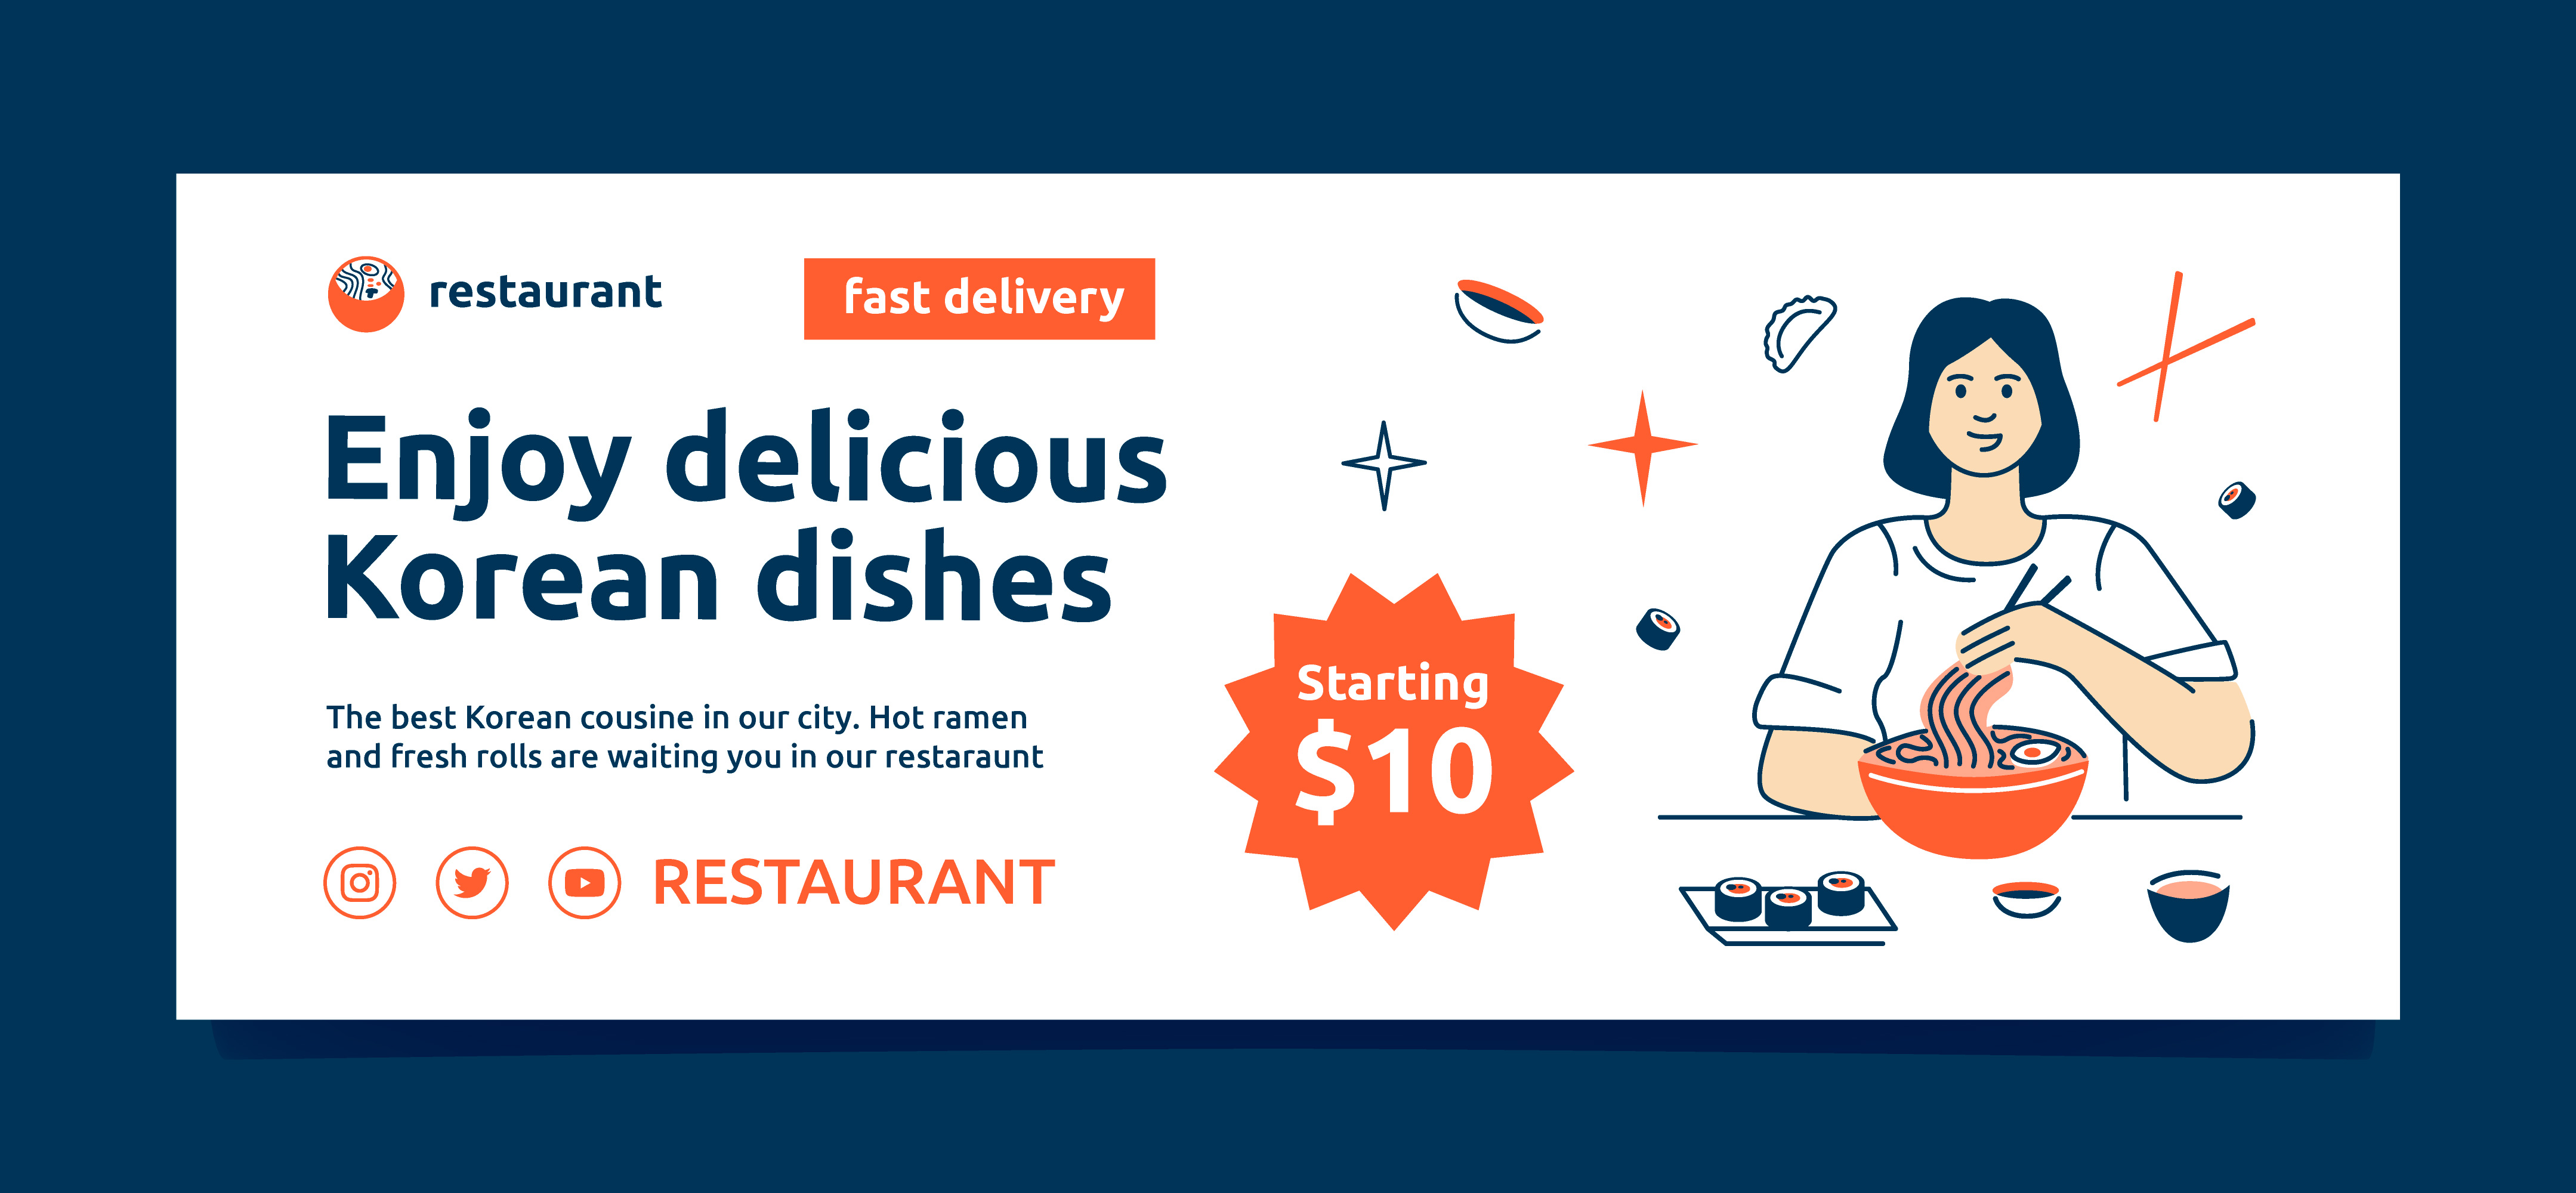 restaurant
fast delivery
Enjoy delicious
Korean dishes
The best Korean cousine in our city. Hot ramen
and fresh rolls are waiting you in our restaraunt
RESTAURANT
Starting
$10